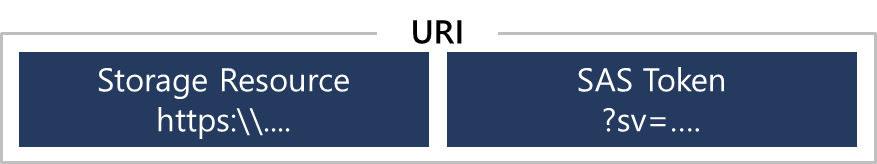 URI
Storage Resource
https:\\....
SAS Token
?sv=....